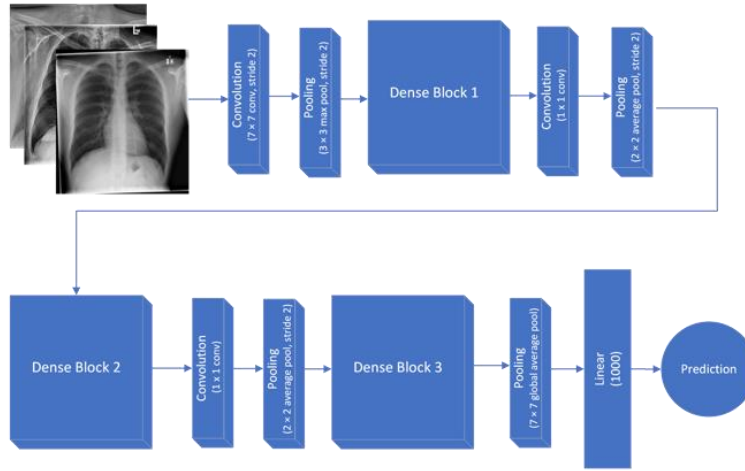 Convolution
(7 × 7 conv, stride 2)
Pooling
(3 × 3 max pool, stride 2)
Dense Block 1
Convolution
(1 × 1 conv)
Pooling
(2 × 2 average pool, stride 2)
Dense Block 2
Convolution
(1 x 1 conv)
Pooling
(2 × 2 average pool, stride 2)
Dense Block 3
Pooling
(7 × 7 global average pool)
Linear
(1000)
Prediction